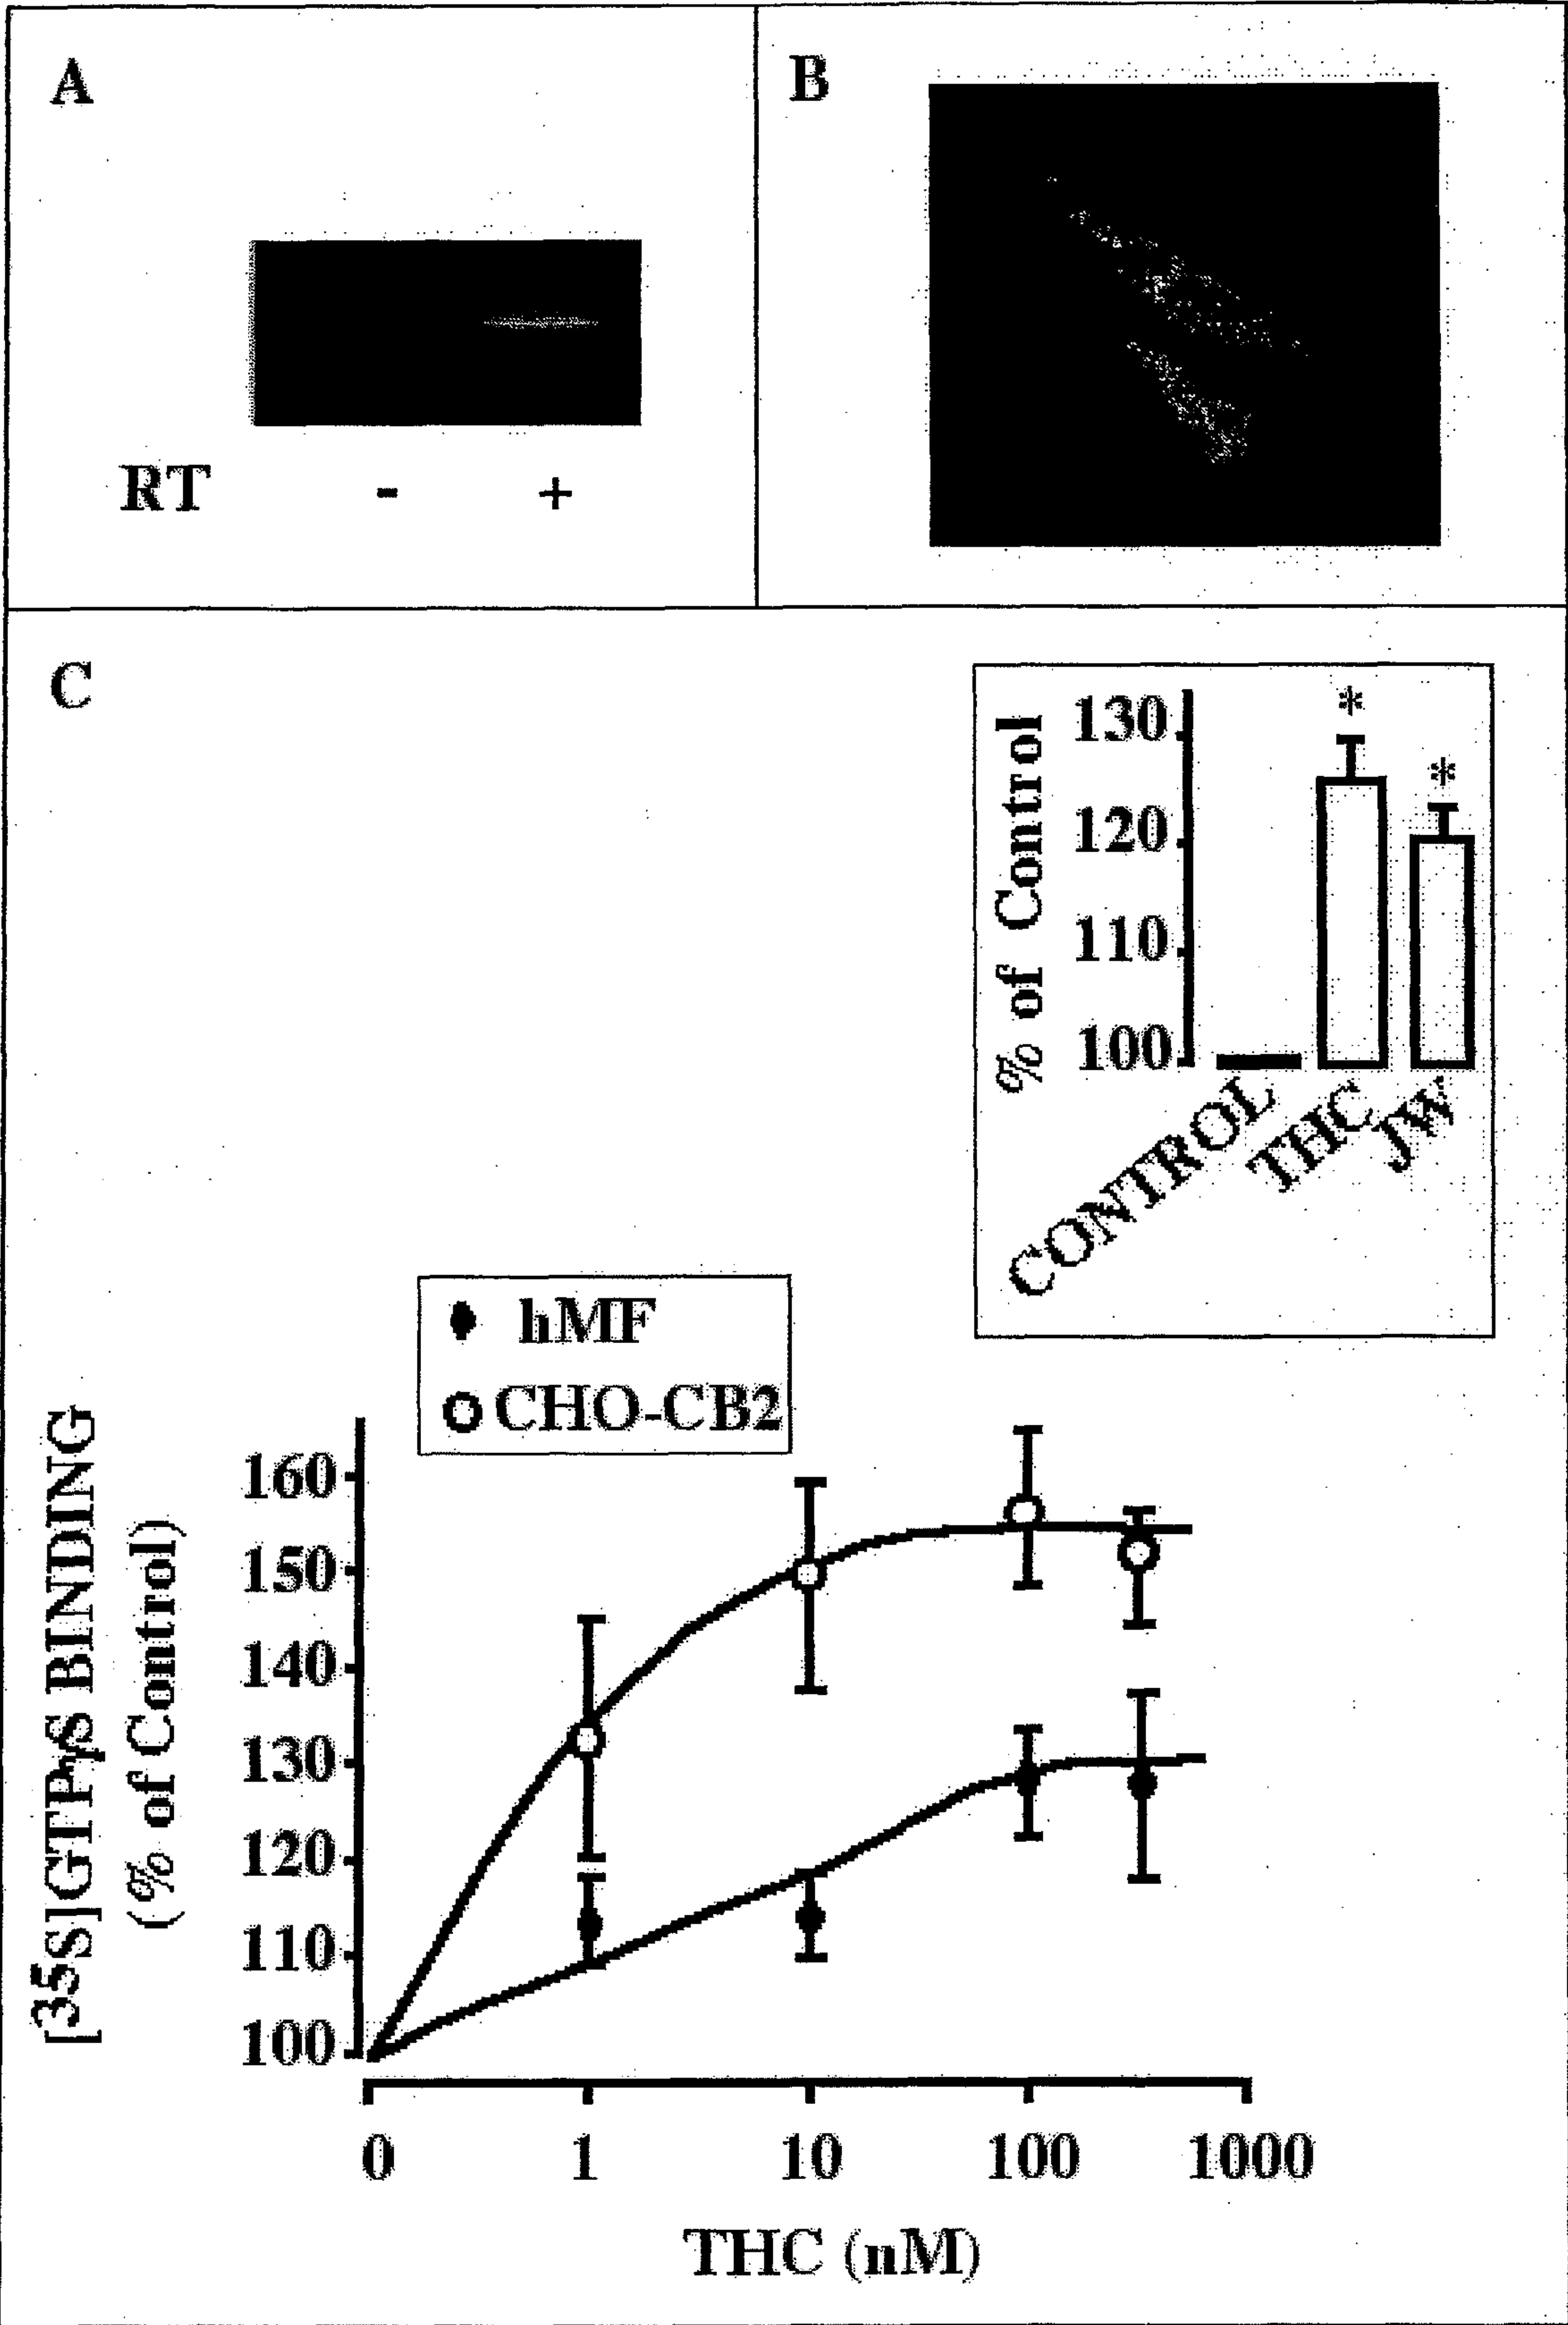 A
B
RT - +
C
% of Control
130
120
110
100
*
*
CONTROL
THC
JW
hMF
CHO-CB2
[35S]GTPγS BINDING
(% of Control)
160
150
140
130
120
110
100
0 1 10 100 1000
THC (nM)